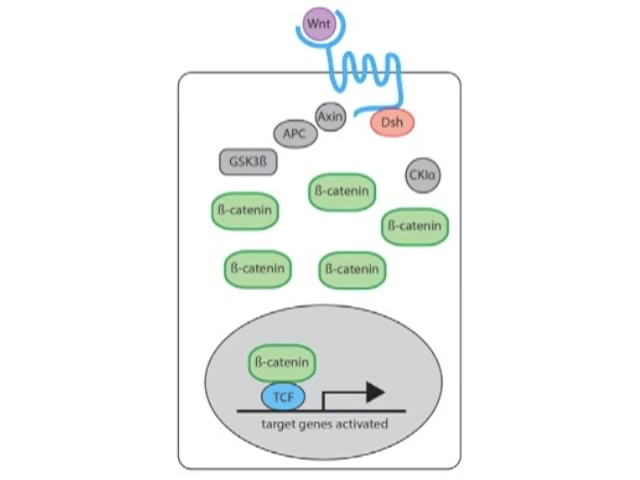 Wnt
Axin
Dsh
APC
GSK3ß
CKIα
ß-catenin
ß-catenin
ß-catenin
ß-catenin
ß-catenin
ß-catenin
TCF
target genes activated